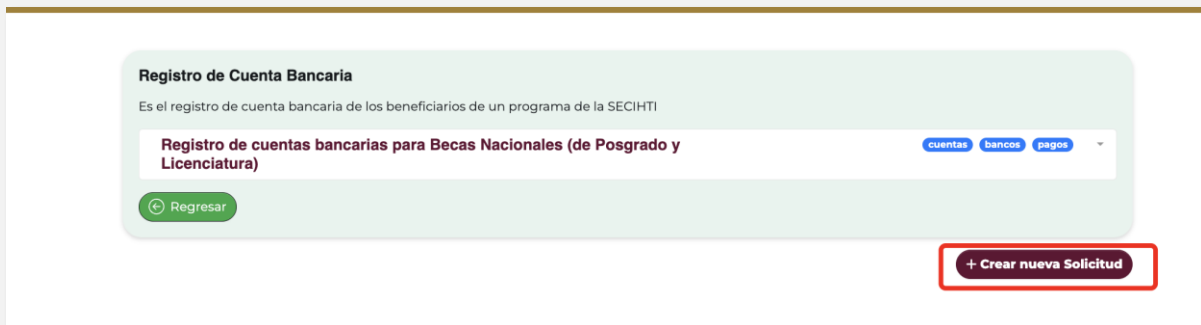 Registro de Cuenta Bancaria
Es el registro de cuenta bancaria de los beneficiarios de un programa de la SECIHTI
Registro de cuentas bancarias para Becas Nacionales (de Posgrado y
Licenciatura)
cuentas bancos pagos
Regresar
+ Crear nueva Solicitud